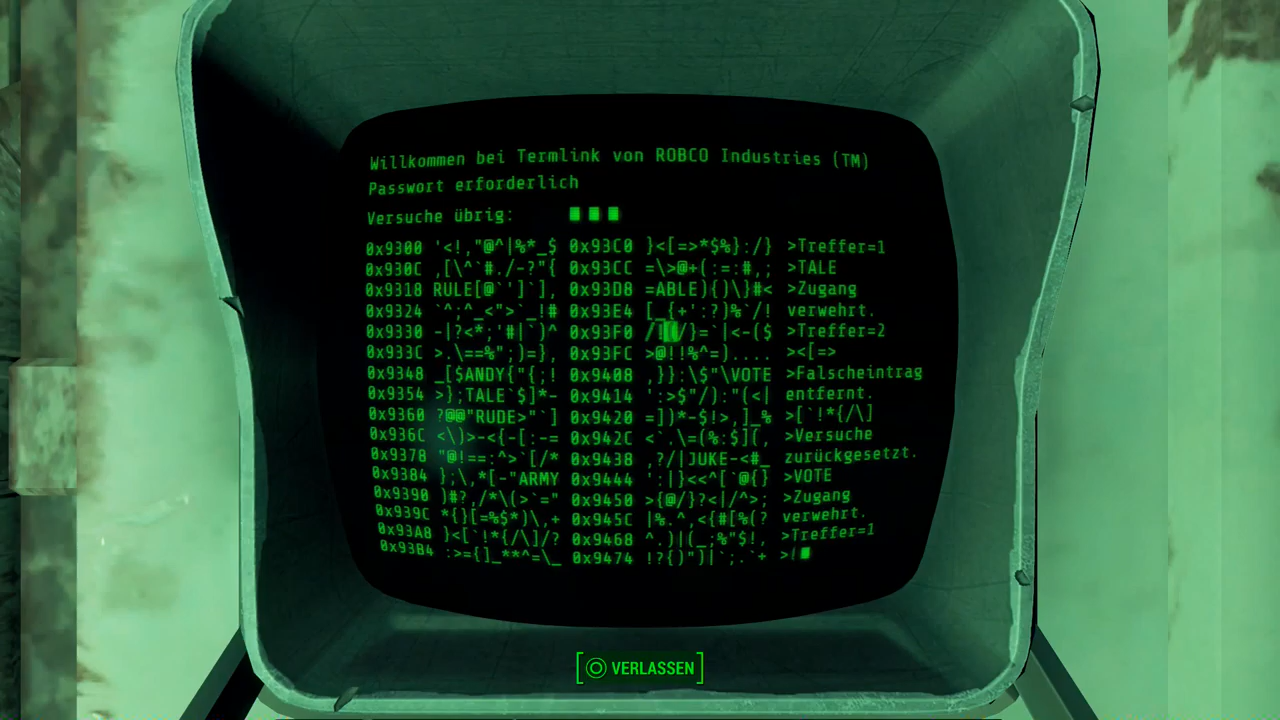 Willkommen bei Termlink von ROBCO Industries (TM)
Passwort erforderlich
Versuche übrig: ■ ■ ■
0x9300 '<!,"@^|%*_$ 0x93C0 }<[=>*$%}:/} >Treffer=1
0x930C ,[\^`#./-?"{ 0x93CC =\>@+(:=:#,; >TALE
0x9318 RULE[@`']`], 0x93D8 =ABLE){)\}#< >Zugang
0x9324 `^;^_<">`_!# 0x93E4 [_{+':?)%`/! verwehrt.
0x9330 -|?<*;'#|`)^ 0x93F0 /![(/}=`|<-($ >Treffer=2
0x933C >.\==%";)=}, 0x93FC >@!!%^=).... ><[=>
0x9348 _[$ANDY{"{;! 0x9408 ,}}:\$"\VOTE >Falscheintrag
0x9354 >};TALE`$]*- 0x9414 ':>$"/):"(<| entfernt.
0x9360 ?@@"RUDE>"`] 0x9420 =])*-$!>,]_% >[`!*{/\]
0x936C <\)>-<{-[:-= 0x942C <`.\=(%:$](, >Versuche
0x9378 "@!==:^>`[/* 0x9438 ,?/|JUKE-<#_ zurückgesetzt.
0x9384 };\,*[-"ARMY 0x9444 ':|}<<^[`@{} >VOTE
0x9390 )#?,/*\(>`=" 0x9450 >{@/}?<|/^>; >Zugang
0x939C *{}[=%$*)\,+ 0x945C |%.^,<{#[%(? verwehrt.
0x93A8 }<[`!*{/\]/? 0x9468 ^.)|(_;%"$!, >Treffer=1
0x93B4 :>={]_**^=\_ 0x9474 !?{)")|`;.`+ >!■
VERLASSEN